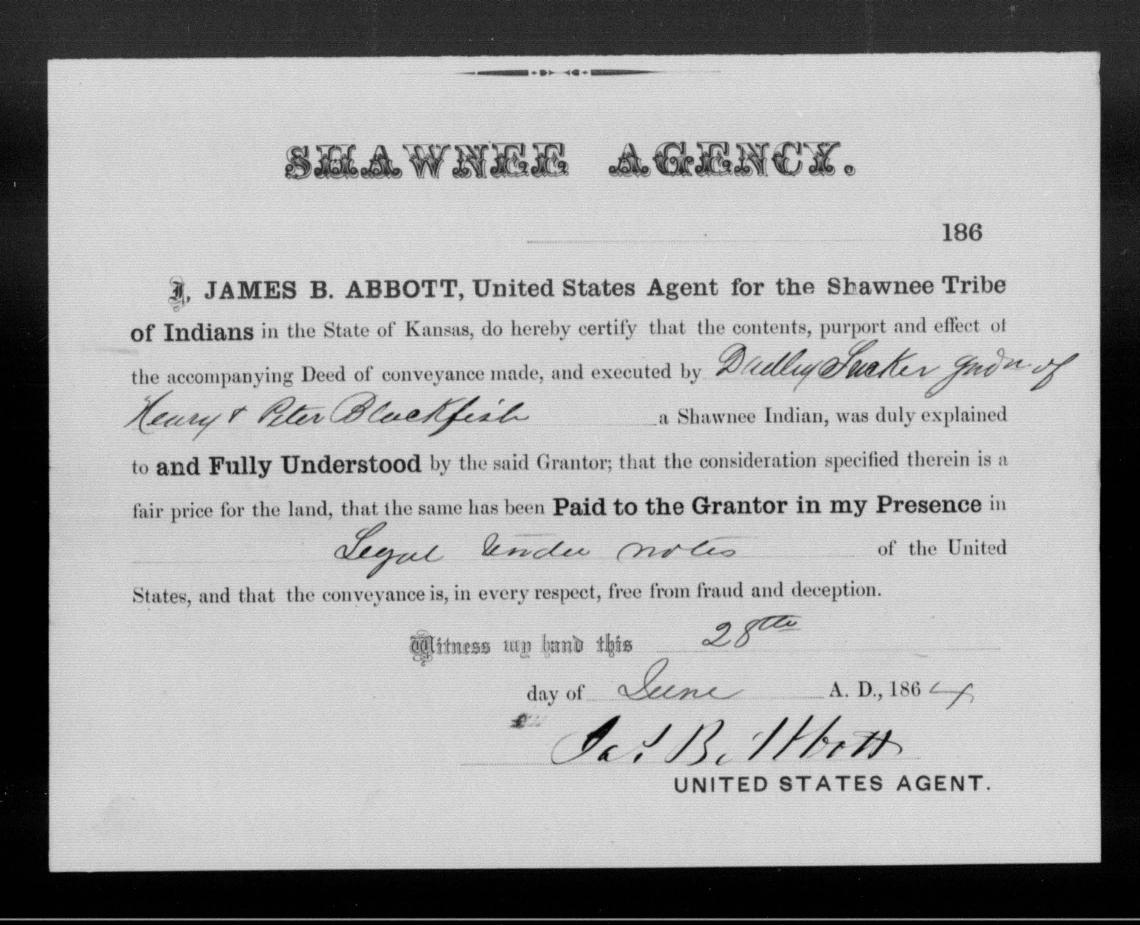 SHAWNEE AGENCY.
186
I, JAMES B. ABBOTT, United States Agent for the Shawnee Tribe
of Indians in the State of Kansas, do hereby certify that the contents, purport and effect of
the accompanying Deed of conveyance made, and executed by Dudley Tucker gudn of
Henry & Peter Blackfish a Shawnee Indian, was duly explained
to and Fully Understood by the said Grantor; that the consideration specified therein is a
fair price for the land, that the same has been Paid to the Grantor in my Presence in
Legal tender notes of the United
States, and that the conveyance is, in every respect, free from fraud and deception.
Witness my hand this 28th
day of June A. D., 1864
Jas B. Abbott
UNITED STATES AGENT.